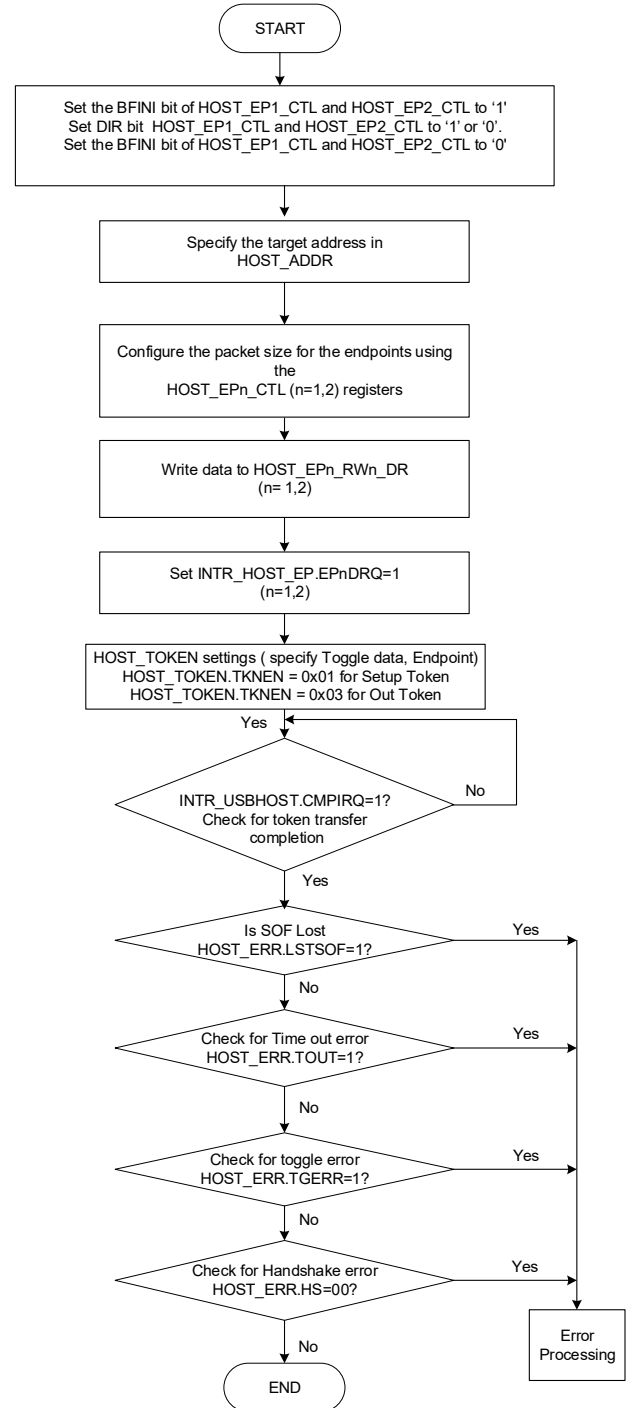 START
Set the BFINI bit of HOST_EP1_CTL and HOST_EP2_CTL to ‘1'
Set DIR bit HOST_EP1_CTL and HOST_EP2_CTL to ‘1’ or ‘0’.
Set the BFINI bit of HOST_EP1_CTL and HOST_EP2_CTL to ‘0'
Specify the target address in
HOST_ADDR
Configure the packet size for the endpoints using
the
HOST_EPn_CTL (n=1,2) registers
Write data to HOST_EPn_RWn_DR
(n= 1,2)
Set INTR_HOST_EP.EPnDRQ=1
(n=1,2)
HOST_TOKEN settings ( specify Toggle data, Endpoint)
HOST_TOKEN.TKNEN = 0x01 for Setup Token
HOST_TOKEN.TKNEN = 0x03 for Out Token
Yes
INTR_USBHOST.CMPIRQ=1?
Check for token transfer
completion
No
Yes
Is SOF Lost
HOST_ERR.LSTSOF=1?
Yes
No
Check for Time out error
HOST_ERR.TOUT=1?
Yes
No
Check for toggle error
HOST_ERR.TGERR=1?
Yes
No
Check for Handshake error
HOST_ERR.HS=00?
Yes
No
Error
Processing
END